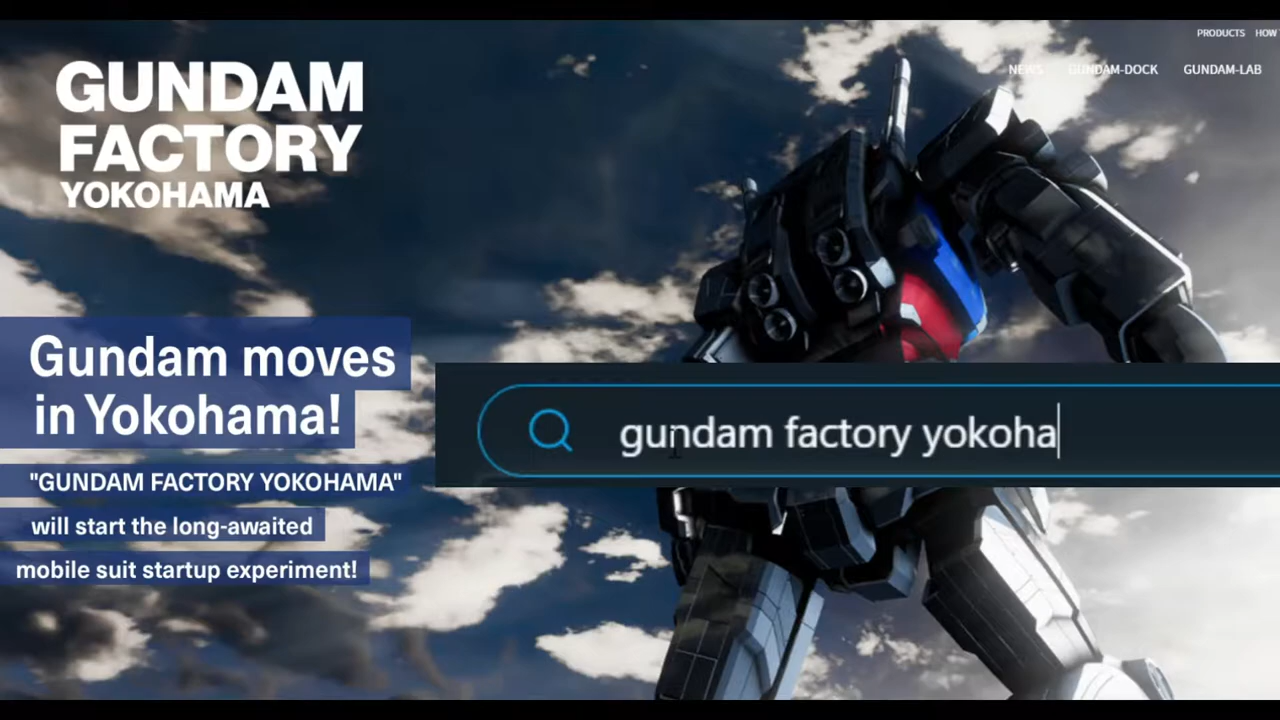 PRODUCTS HOW
NEWS GUNDAM-DOCK GUNDAM-LAB
GUNDAM
FACTORY
YOKOHAMA
Gundam moves
in Yokohama!
gundam factory yokoha
"GUNDAM FACTORY YOKOHAMA"
will start the long-awaited
mobile suit startup experiment!